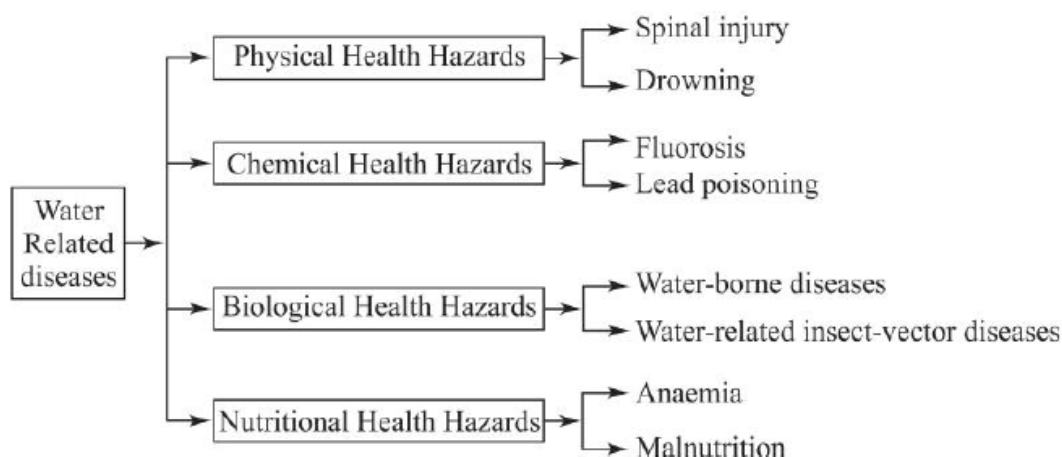 Water
Related
diseases
Physical Health Hazards
Spinal injury
Drowning
Chemical Health Hazards
Fluorosis
Lead poisoning
Biological Health Hazards
Water-borne diseases
Water-related insect-vector diseases
Nutritional Health Hazards
Anaemia
Malnutrition